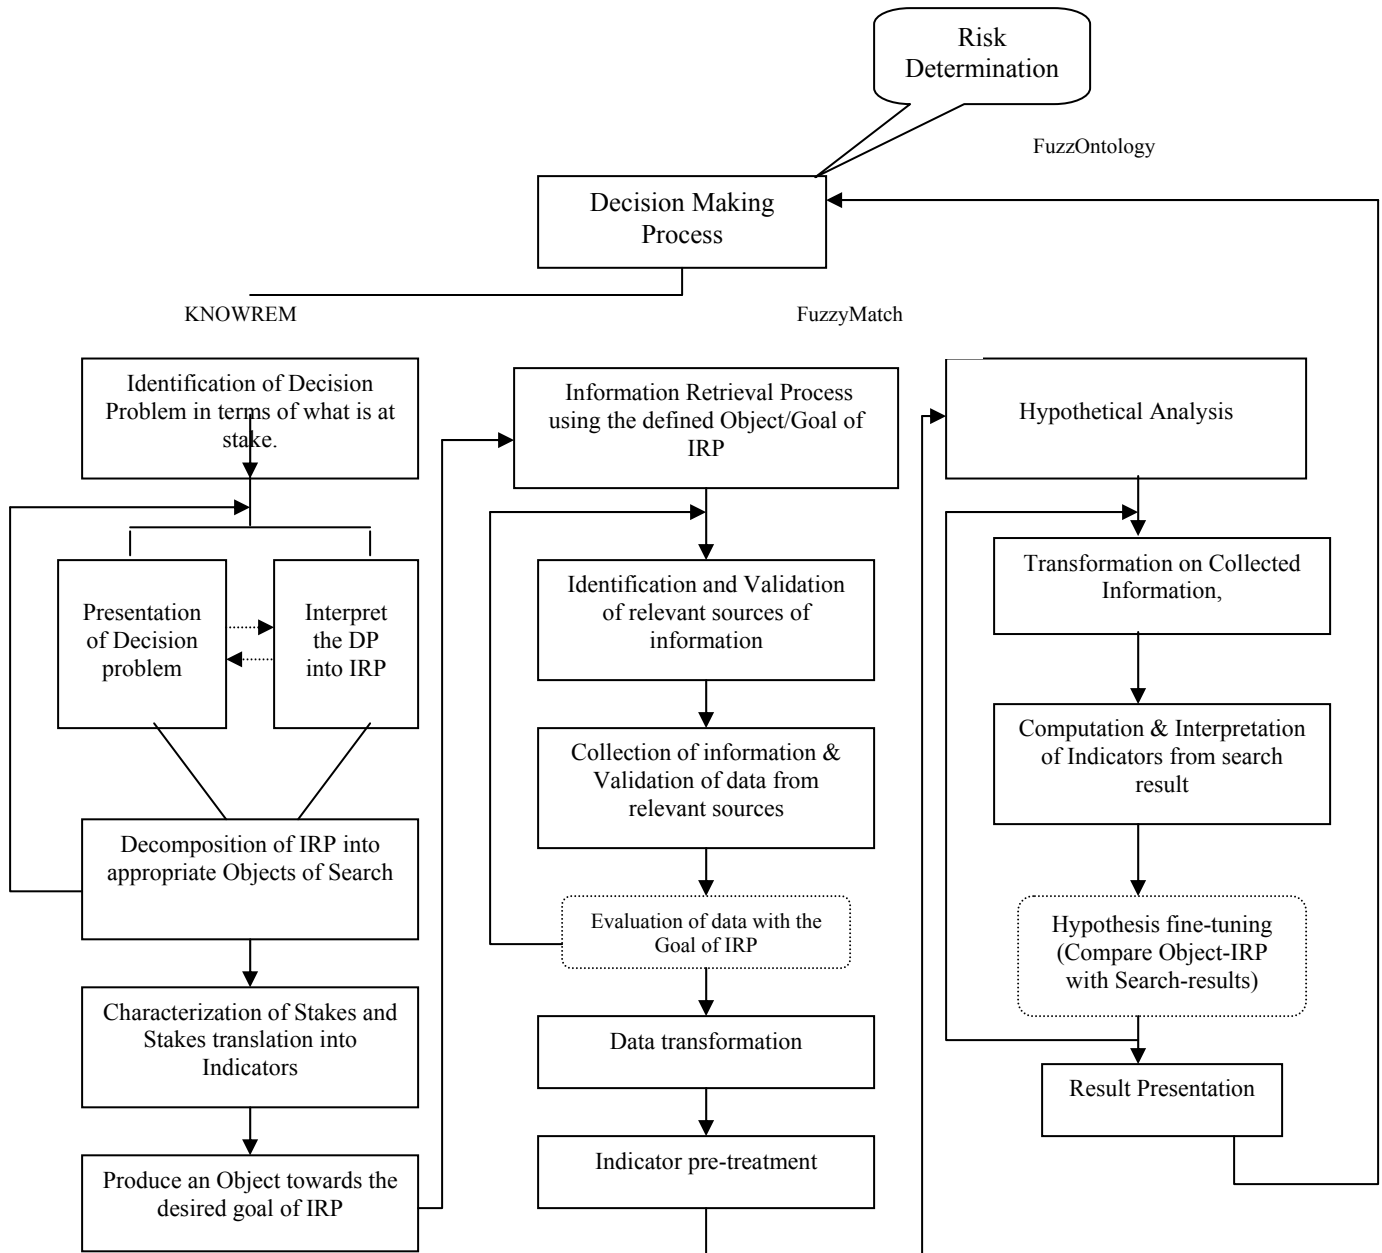 Risk
Determination
FuzzOntology
Decision Making
Process
KNOWREM
FuzzyMatch
Identification of Decision
Problem in terms of what is at
stake.
Presentation
of Decision
problem
Interpret
the DP
into IRP
Decomposition of IRP into
appropriate Objects of Search
Characterization of Stakes and
Stakes translation into
Indicators
Produce an Object towards the
desired goal of IRP
Information Retrieval Process
using the defined Object/Goal of
IRP
Identification and Validation
of relevant sources of
information
Collection of information &
Validation of data from
relevant sources
Evaluation of data with the
Goal of IRP
Data transformation
Indicator pre-treatment
Hypothetical Analysis
Transformation on Collected
Information,
Computation & Interpretation
of Indicators from search
result
Hypothesis fine-tuning
(Compare Object-IRP
with Search-results)
Result Presentation